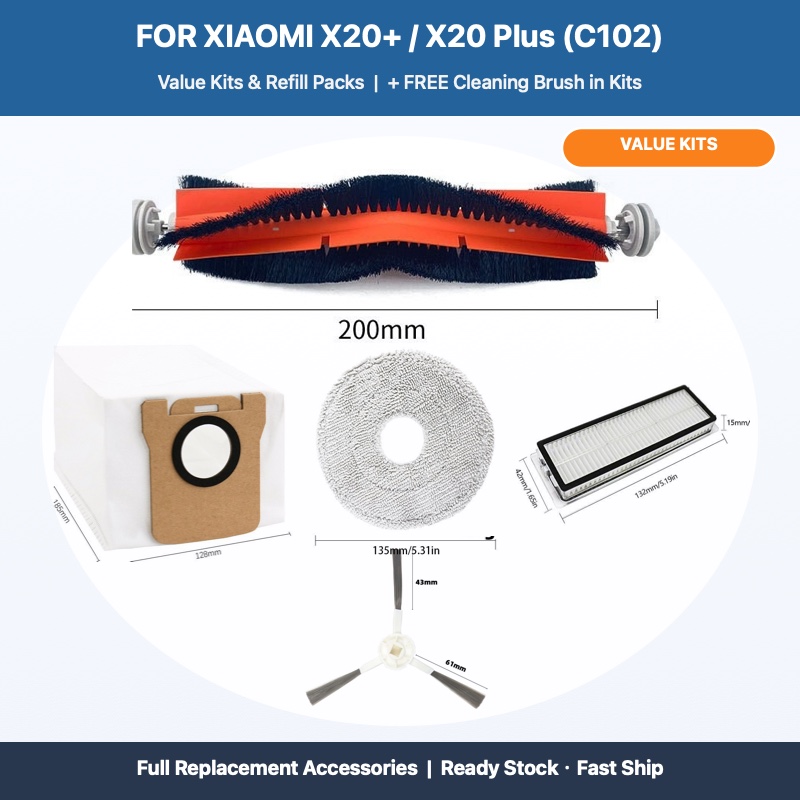 FOR XIAOMI X20+ / X20 Plus (C102)
Value Kits & Refill Packs | + FREE Cleaning Brush in Kits
VALUE KITS
200mm
15mm/
42mm/1.65in
132mm/5.19in
185mm
128mm
135mm/5.31in
43mm
61mm
Full Replacement Accessories | Ready Stock · Fast Ship